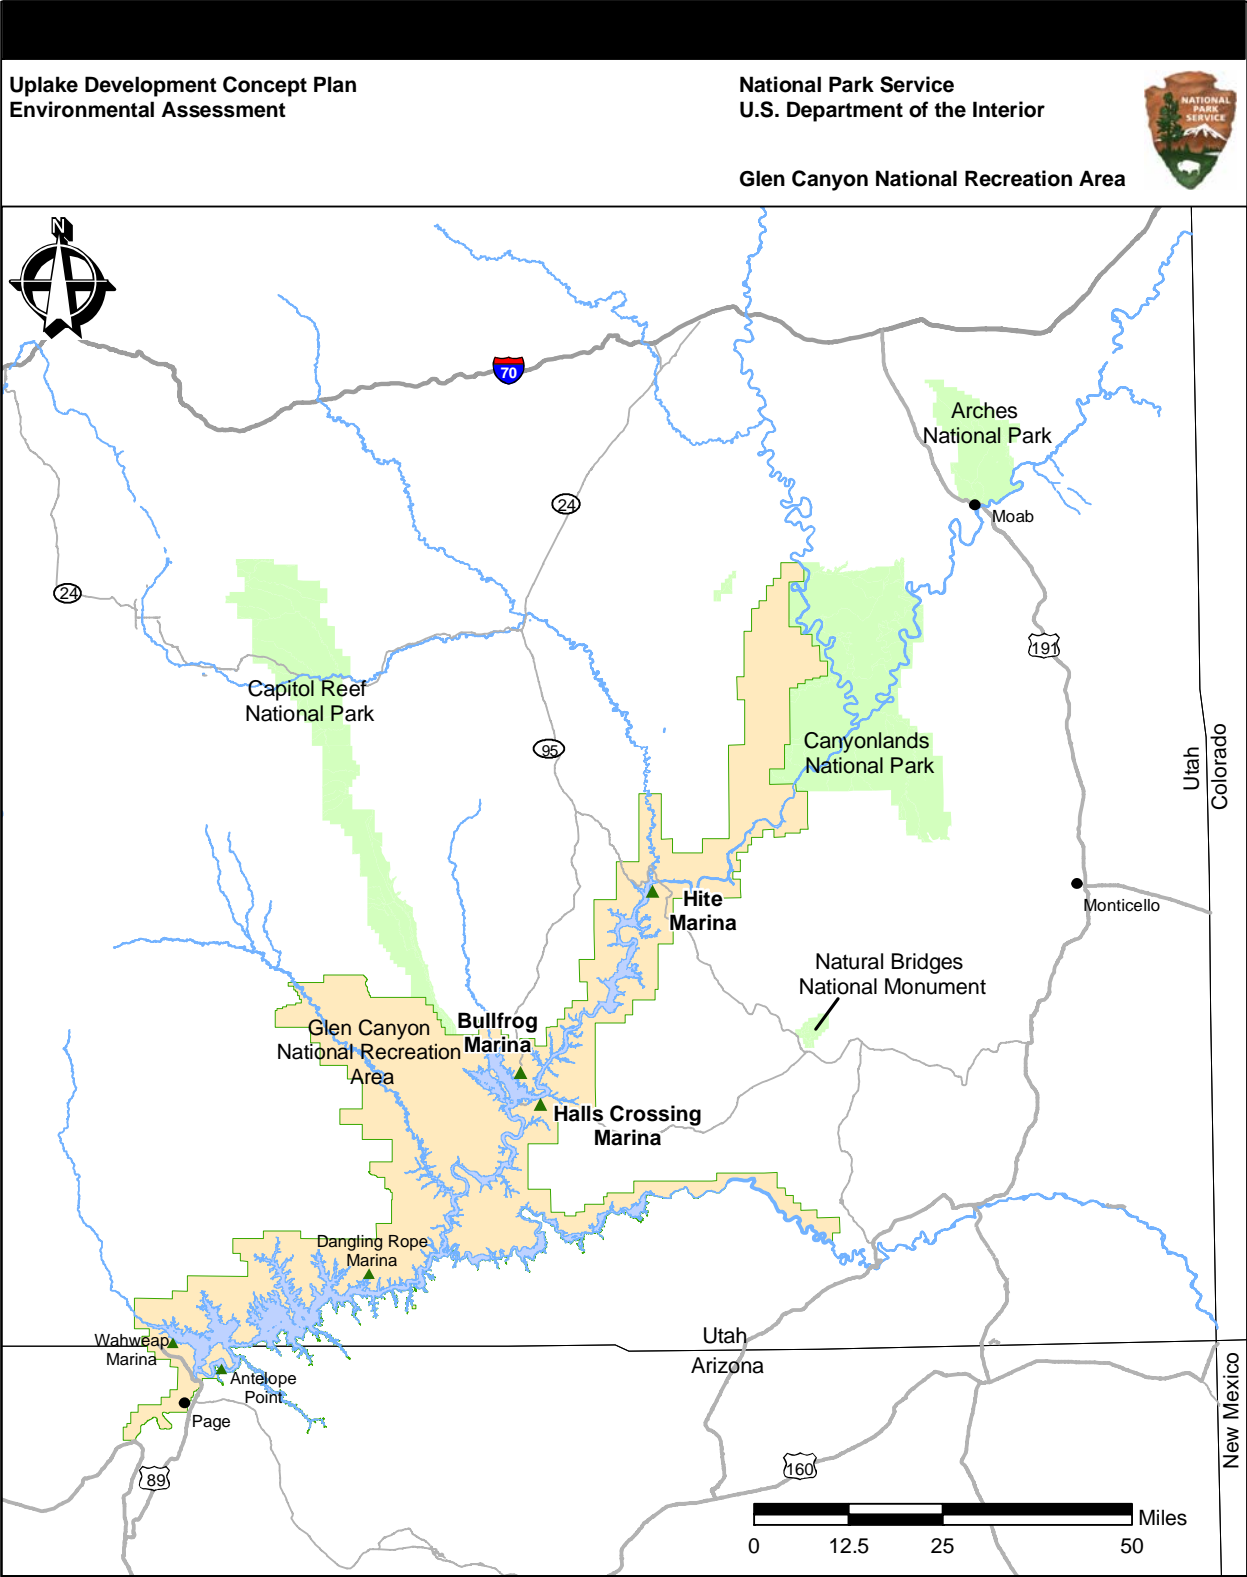 Uplake Development Concept Plan
Environmental Assessment
National Park Service
U.S. Department of the Interior
Glen Canyon National Recreation Area
NATIONAL
PARK
SERVICE
N
70
Arches
National Park
24
Moab
24
191
Capitol Reef
National Park
95
Canyonlands
National Park
Utah
Colorado
Hite
Marina
Monticello
Natural Bridges
National Monument
Glen Canyon
National Recreation
Area
Bullfrog
Marina
Halls Crossing
Marina
Dangling Rope
Marina
Wahweap
Marina
Utah
Arizona
Antelope
Point
Page
New Mexico
89
160
Miles
0 12.5 25 50